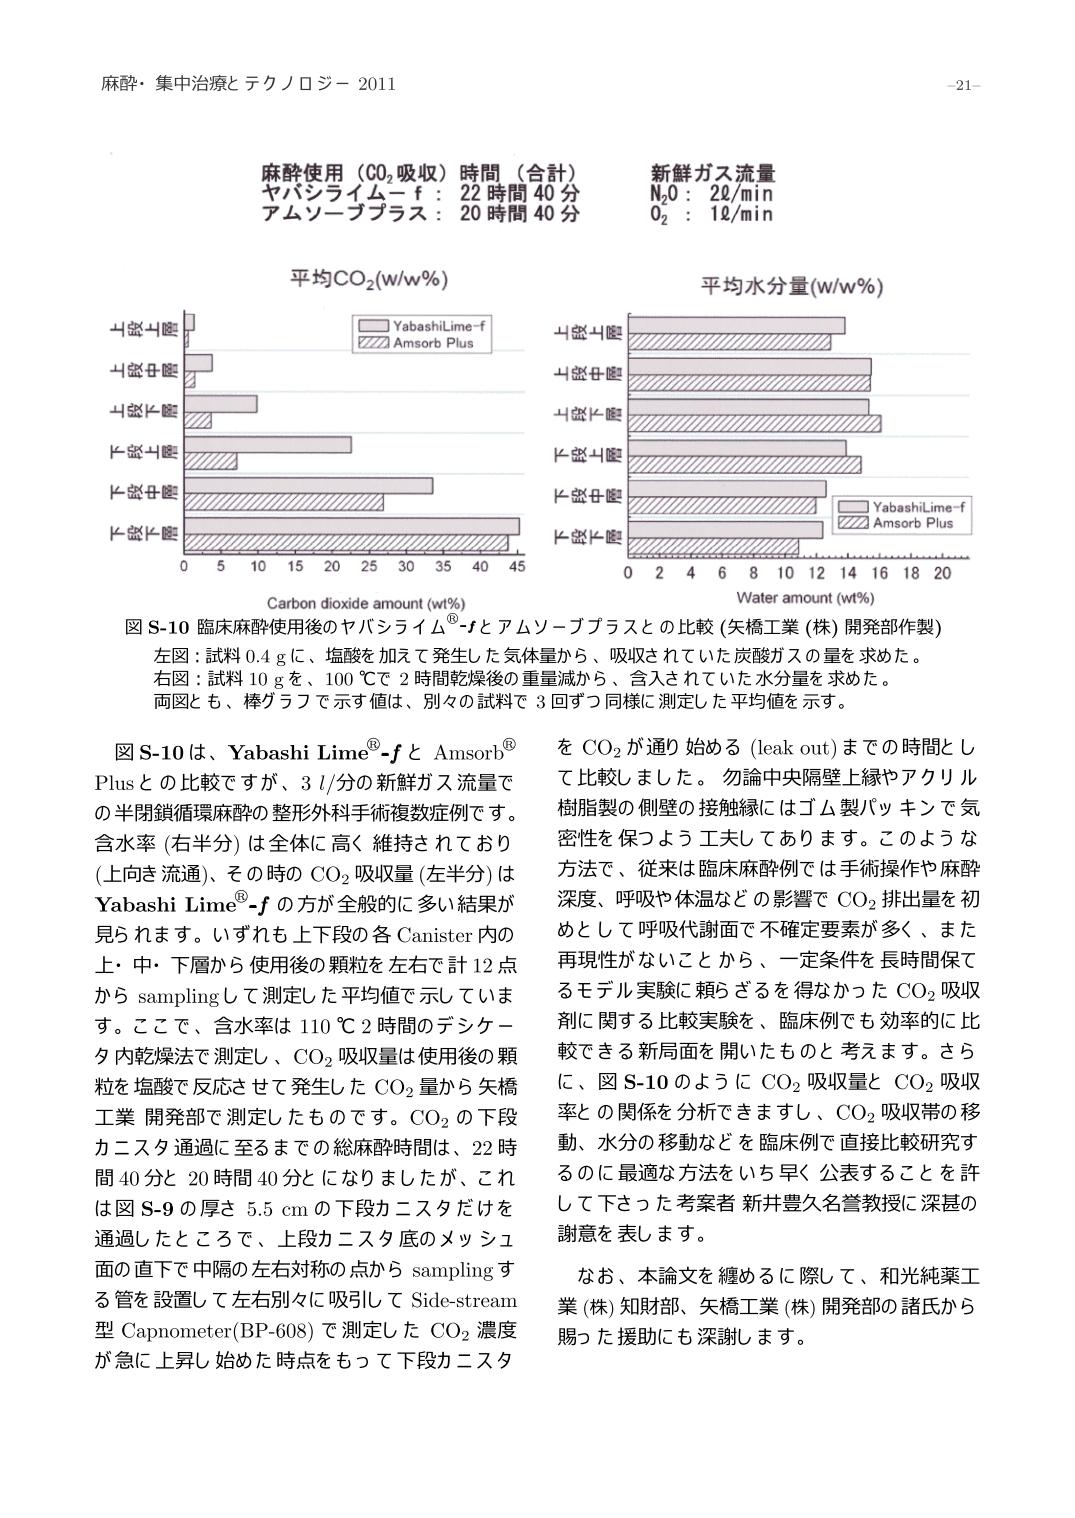 麻酔・集中治療とテクノロジー 2011
–21–
麻酔使用（CO₂吸収）時間（合計）
ヤバシライムーｆ： 22時間40分
アムソーブプラス： 20時間40分
新鮮ガス流量
N₂O： 2ℓ/min
O₂ ： 1ℓ/min
平均CO₂(w/w%)
YabashiLime-f
Amsorb Plus
上段上層
上段中層
上段下層
下段上層
下段中層
下段下層
0 5 10 15 20 25 30 35 40 45
Carbon dioxide amount (wt%)
平均水分量(w/w%)
上段上層
上段中層
上段下層
下段上層
下段中層
下段下層
YabashiLime-f
Amsorb Plus
0 2 4 6 8 10 12 14 16 18 20
Water amount (wt%)
図 S-10 臨床麻酔使用後のヤバシライム®-fとアムソーブプラスとの比較 (矢橋工業 (株) 開発部作製)
左図：試料 0.4 g に、塩酸を加えて発生した気体量から、吸収されていた炭酸ガスの量を求めた。
右図：試料 10 g を、100 ℃で 2 時間乾燥後の重量減から、含入されていた水分量を求めた。
両図とも、棒グラフで示す値は、別々の試料で 3 回ずつ同様に測定した平均値を示す。
図 S-10 は、Yabashi Lime®-f と Amsorb®
Plus との比較ですが、3 l/分の新鮮ガス流量で
の半閉鎖循環麻酔の整形外科手術複数症例です。
含水率 (右半分) は全体に高く維持されており
(上向き流通)、その時の CO₂ 吸収量 (左半分) は
Yabashi Lime®-f の方が全般的に多い結果が
見られます。いずれも上下段の各 Canister 内の
上・中・下層から使用後の顆粒を左右で計 12 点
から sampling して測定した平均値で示していま
す。ここで、含水率は 110 ℃ 2 時間のデシケー
タ内乾燥法で測定し、CO₂ 吸収量は使用後の顆
粒を塩酸で反応させて発生した CO₂ 量から矢橋
工業 開発部で測定したものです。CO₂ の下段
カニスタ通過に至るまでの総麻酔時間は、22 時
間 40 分と 20 時間 40 分とになりましたが、これ
は図 S-9 の厚さ 5.5 cm の下段カニスタだけを
通過したところで、上段カニスタ底のメッシュ
面の直下で中隔の左右対称の点から sampling す
る管を設置して左右別々に吸引して Side-stream
型 Capnometer(BP-608) で測定した CO₂ 濃度
が急に上昇し始めた時点をもって下段カニスタ
を CO₂ が通り始める (leak out) までの時間とし
て比較しました。勿論中央隔壁上縁やアクリル
樹脂製の側壁の接触縁にはゴム製パッキンで気
密性を保つよう工夫してあります。このような
方法で、従来は臨床麻酔例では手術操作や麻酔
深度、呼吸や体温などの影響で CO₂ 排出量を初
めとして呼吸代謝面で不確定要素が多く、また
再現性がないことから、一定条件を長時間保て
るモデル実験に頼らざるを得なかった CO₂ 吸収
剤に関する比較実験を、臨床例でも効率的に比
較できる新局面を開いたものと考えます。さら
に、図 S-10 のように CO₂ 吸収量と CO₂ 吸収
率との関係を分析できますし、CO₂ 吸収帯の移
動、水分の移動などを臨床例で直接比較研究す
るのに最適な方法をいち早く公表することを許
して下さった考案者 新井豊久名誉教授に深甚の
謝意を表します。
なお、本論文を纏めるに際して、和光純薬工
業 (株) 知財部、矢橋工業 (株) 開発部の諸氏から
賜った援助にも深謝します。